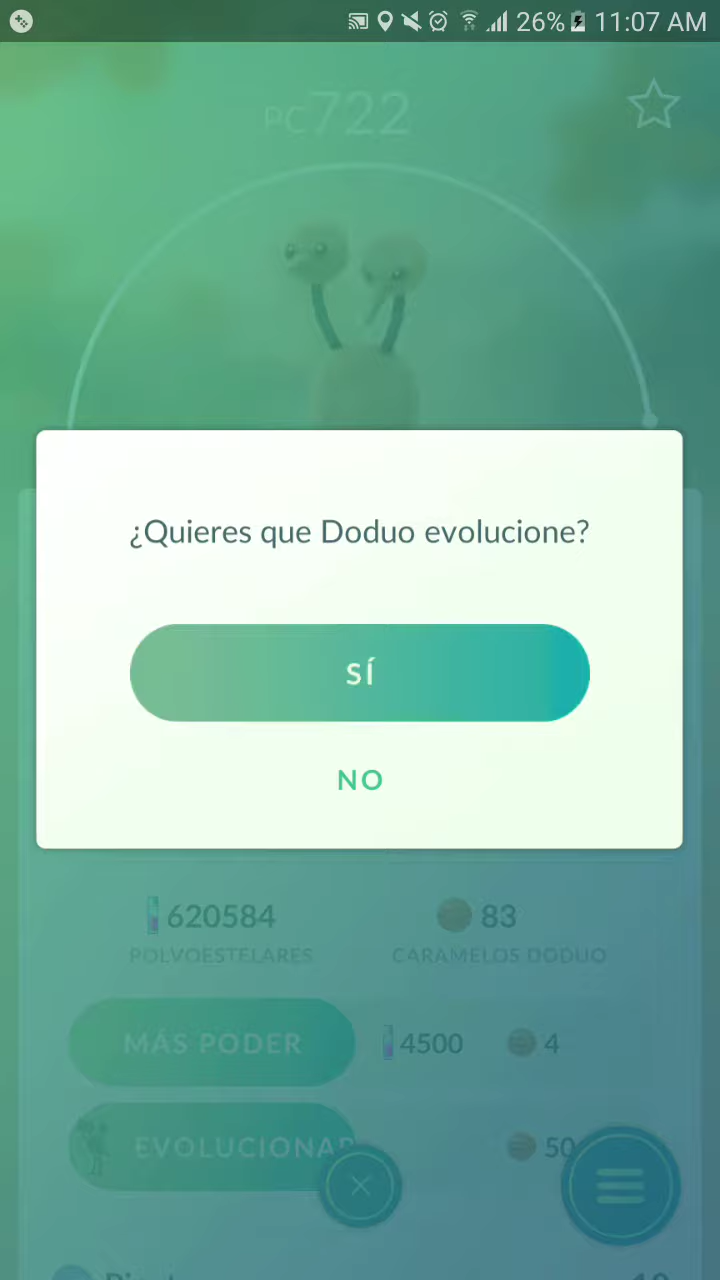 26% 11:07 AM
PC722
¿Quieres que Doduo evolucione?
SÍ
NO
620584 83
POLVOESTELARES CARAMELOS DODUO
MÁS PODER 4500 4
EVOLUCIONAR 50